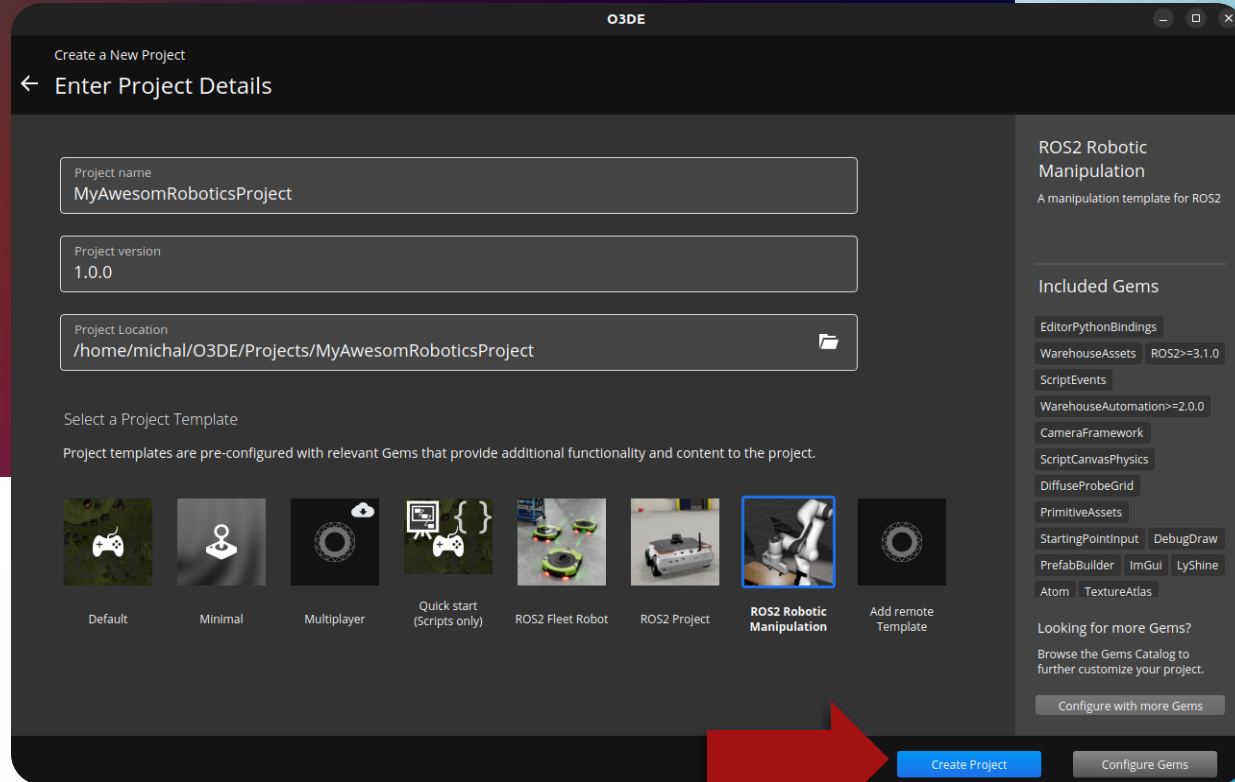 O3DE
Create a New Project
Enter Project Details
Project name
MyAwesomRoboticsProject
Project version
1.0.0
Project Location
/home/michal/O3DE/Projects/MyAwesomRoboticsProject
Select a Project Template
Project templates are pre-configured with relevant Gems that provide additional functionality and content to the project.
Default
Minimal
Multiplayer
Quick start
(Scripts only)
ROS2 Fleet Robot
ROS2 Project
ROS2 Robotic
Manipulation
Add remote
Template
ROS2 Robotic
Manipulation
A manipulation template for ROS2
Included Gems
EditorPythonBindings
WarehouseAssets ROS2>=3.1.0
ScriptEvents
WarehouseAutomation>=2.0.0
CameraFramework
ScriptCanvasPhysics
DiffuseProbeGrid
PrimitiveAssets
StartingPointInput DebugDraw
PrefabBuilder ImGui LyShine
Atom TextureAtlas
Looking for more Gems?
Browse the Gems Catalog to
further customize your project.
Configure with more Gems
Create Project
Configure Gems